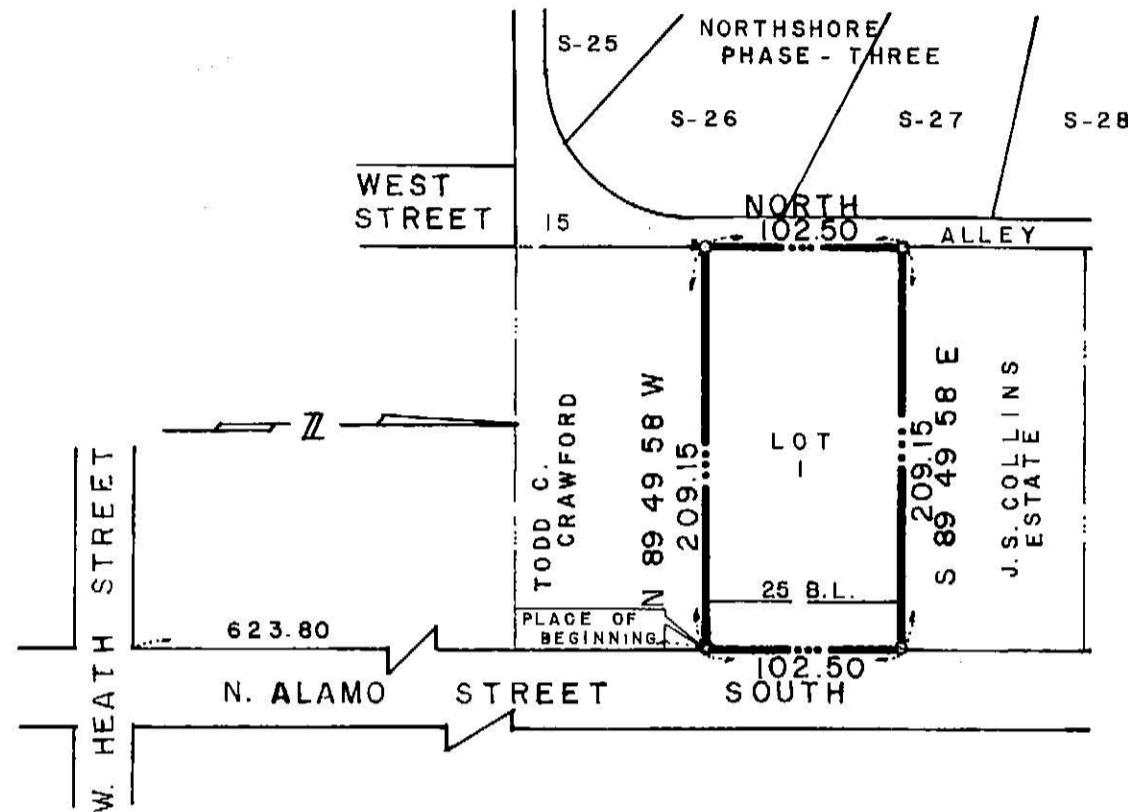 NORTHSHORE
PHASE - THREE
S-25
S-26
S-27
S-28
WEST
STREET
15
NORTH
102.50
ALLEY
N 89 49 58 W
209.15
LOT
1
209.15
S 89 49 58 E
J.S. COLLINS
ESTATE
TODD C.
CRAWFORD
25 B.L.
PLACE OF
BEGINNING
W. HEATH STREET
623.80
102.50
N. ALAMO STREET SOUTH